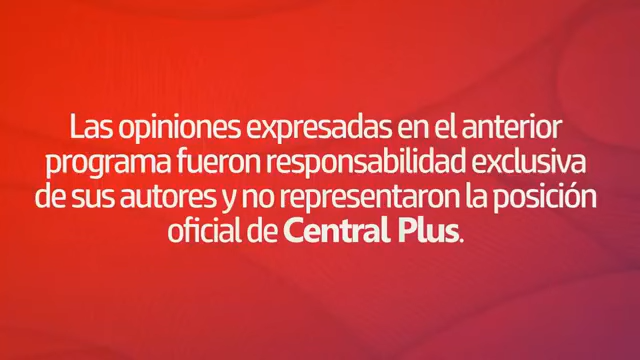 Las opiniones expresadas en el anterior
programa fueron responsabilidad exclusiva
de sus autores y no representaron la posición
oficial de Central Plus.